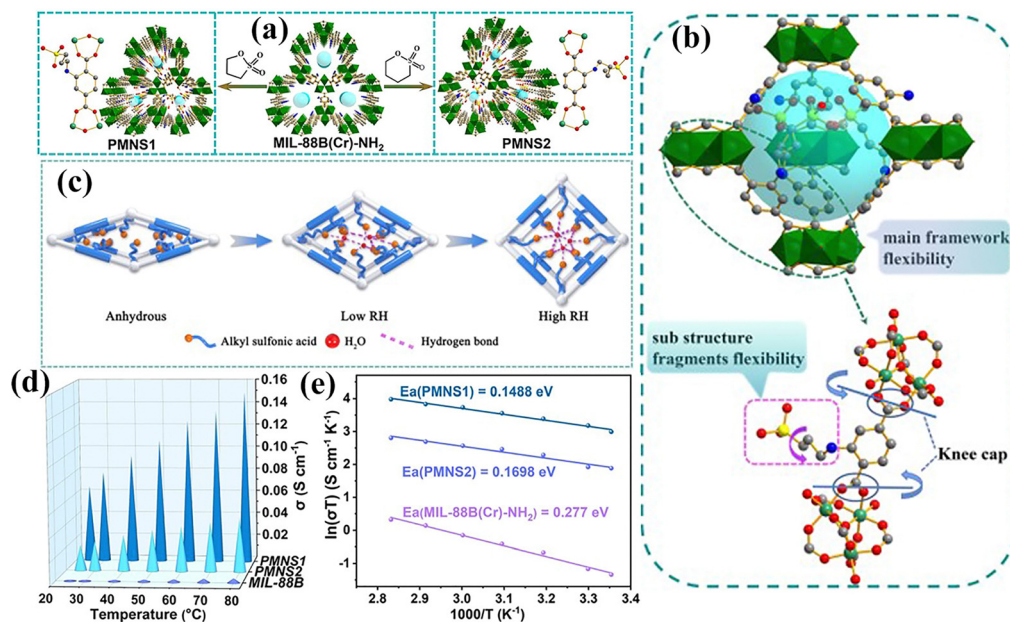 (a)
O
S=O
O
O
S=O
O
PMNS1
MIL-88B(Cr)-NH2
PMNS2
(b)
main framework
flexibility
sub structure
fragments flexibility
Knee cap
(c)
Anhydrous
Low RH
High RH
Alkyl sulfonic acid
H2O
Hydrogen bond
(d)
0.16
0.14
0.12
0.10
0.08
0.06
0.04
0.02
σ (S cm-1)
PMNS1
PMNS2
MIL-88B
20 30 40 50 60 70 80
Temperature (°C)
(e)
Ea(PMNS1) = 0.1488 eV
Ea(PMNS2) = 0.1698 eV
Ea(MIL-88B(Cr)-NH2) = 0.277 eV
4
3
2
1
0
-1
ln(σT) (S cm-1 K-1)
2.8 2.9 3.0 3.1 3.2 3.3 3.4
1000/T (K-1)